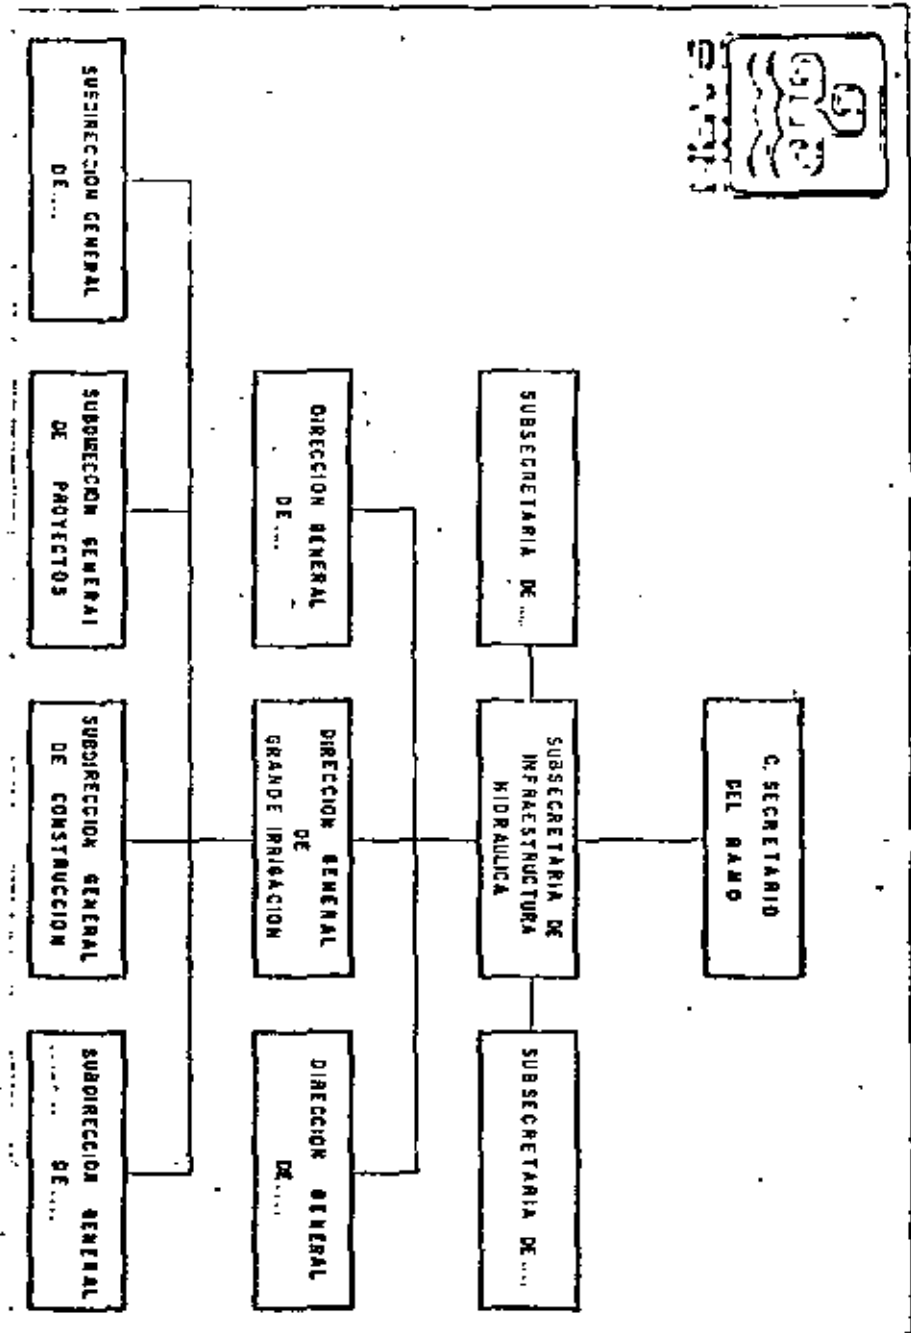 C. SECRETARIO
DEL RAMO
SUBSECRETARIA DE ....
SUBSECRETARIA DE
INFRAESTRUCTURA
HIDRAULICA
SUBSECRETARIA DE ....
DIRECCION GENERAL
DE ....
DIRECCION GENERAL
DE
GRANDE IRRIGACION
DIRECCION GENERAL
DE ....
SUBDIRECCION GENERAL
DE ....
SUBDIRECCION GENERAL
DE PROYECTOS
SUBDIRECCION GENERAL
DE CONSTRUCCION
SUBDIRECCION GENERAL
DE ....